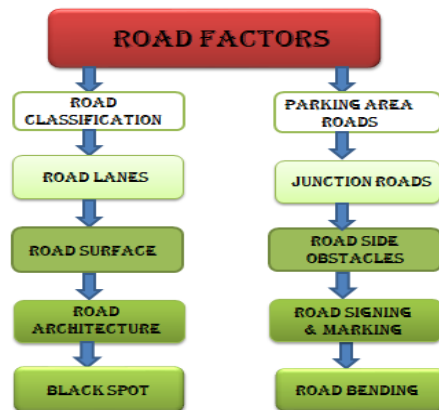 ROAD FACTORS
ROAD
CLASSIFICATION
ROAD LANES
ROAD SURFACE
ROAD
ARCHITECTURE
BLACK SPOT
PARKING AREA
ROADS
JUNCTION ROADS
ROAD SIDE
OBSTACLES
ROAD SIGNING
& MARKING
ROAD BENDING